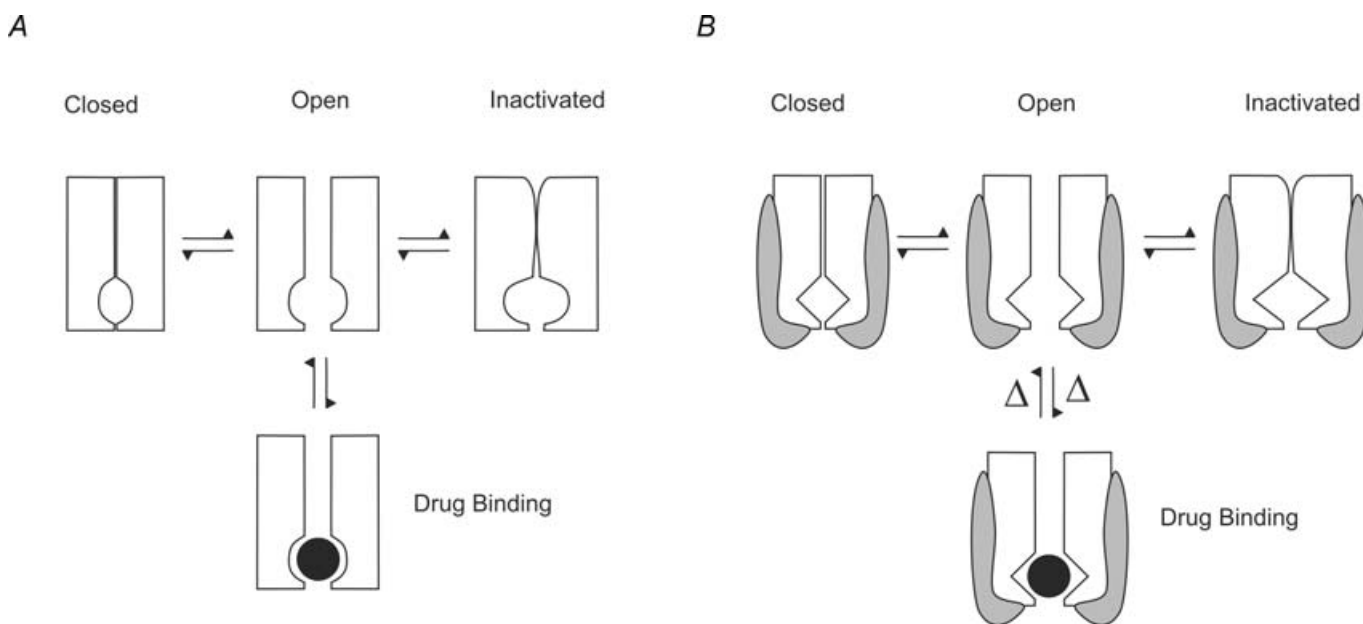 A
Closed
Open
Inactivated
Drug Binding
B
Closed
Open
Inactivated
Δ Δ
Drug Binding